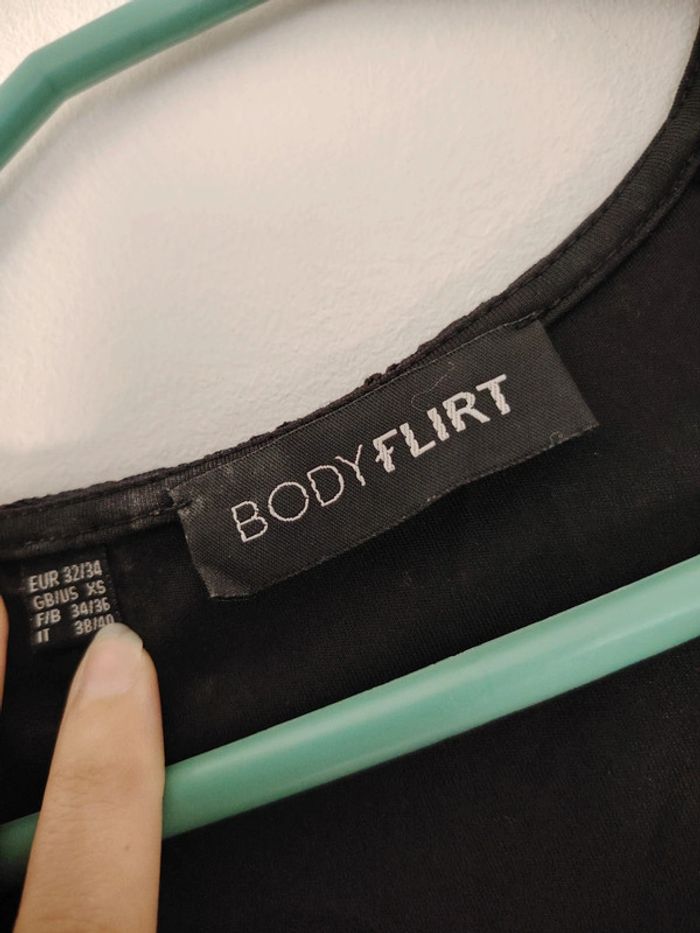 BODYFLIRT
EUR 32/34
GB/US XS
F/B 34/36
IT 38/40